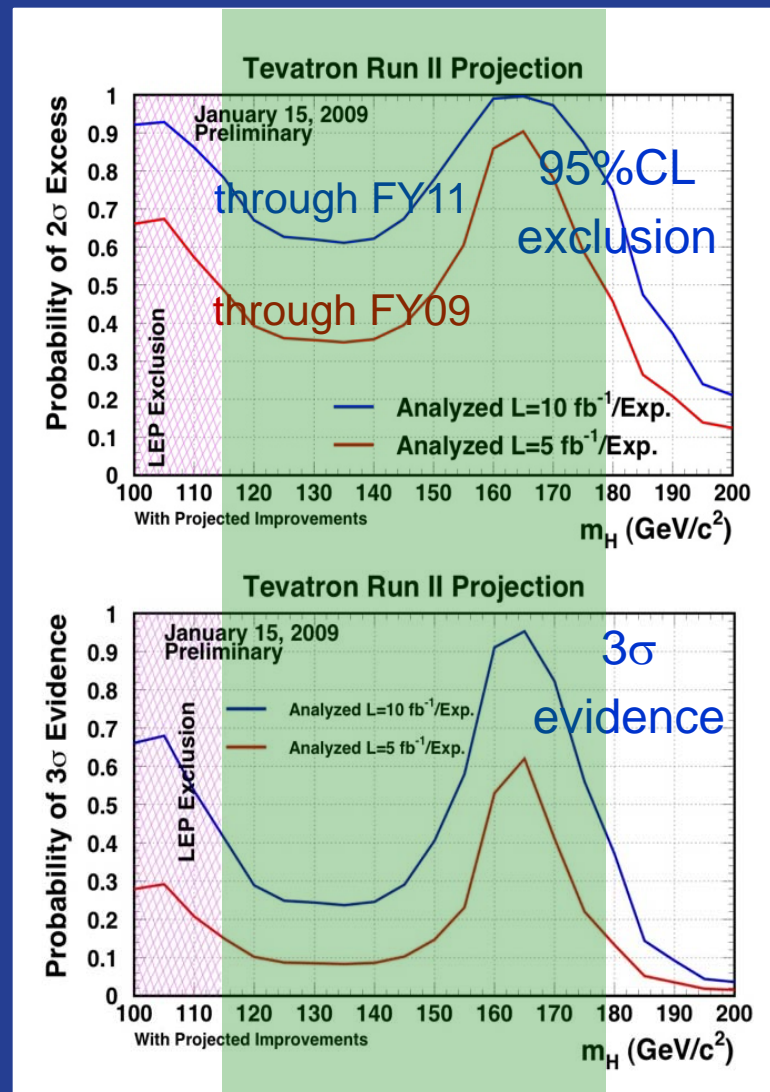 Tevatron Run II Projection
Probability of 2σ Excess
1
0.9
0.8
0.7
0.6
0.5
0.4
0.3
0.2
0.1
0
January 15, 2009
Preliminary
95%CL
exclusion
through FY11
through FY09
LEP Exclusion
Analyzed L=10 fb⁻¹/Exp.
Analyzed L=5 fb⁻¹/Exp.
100 110 120 130 140 150 160 170 180 190 200
With Projected Improvements
m_H (GeV/c²)
Tevatron Run II Projection
Probability of 3σ Evidence
1
0.9
0.8
0.7
0.6
0.5
0.4
0.3
0.2
0.1
0
January 15, 2009
Preliminary
3σ
evidence
LEP Exclusion
Analyzed L=10 fb⁻¹/Exp.
Analyzed L=5 fb⁻¹/Exp.
100 110 120 130 140 150 160 170 180 190 200
With Projected Improvements
m_H (GeV/c²)